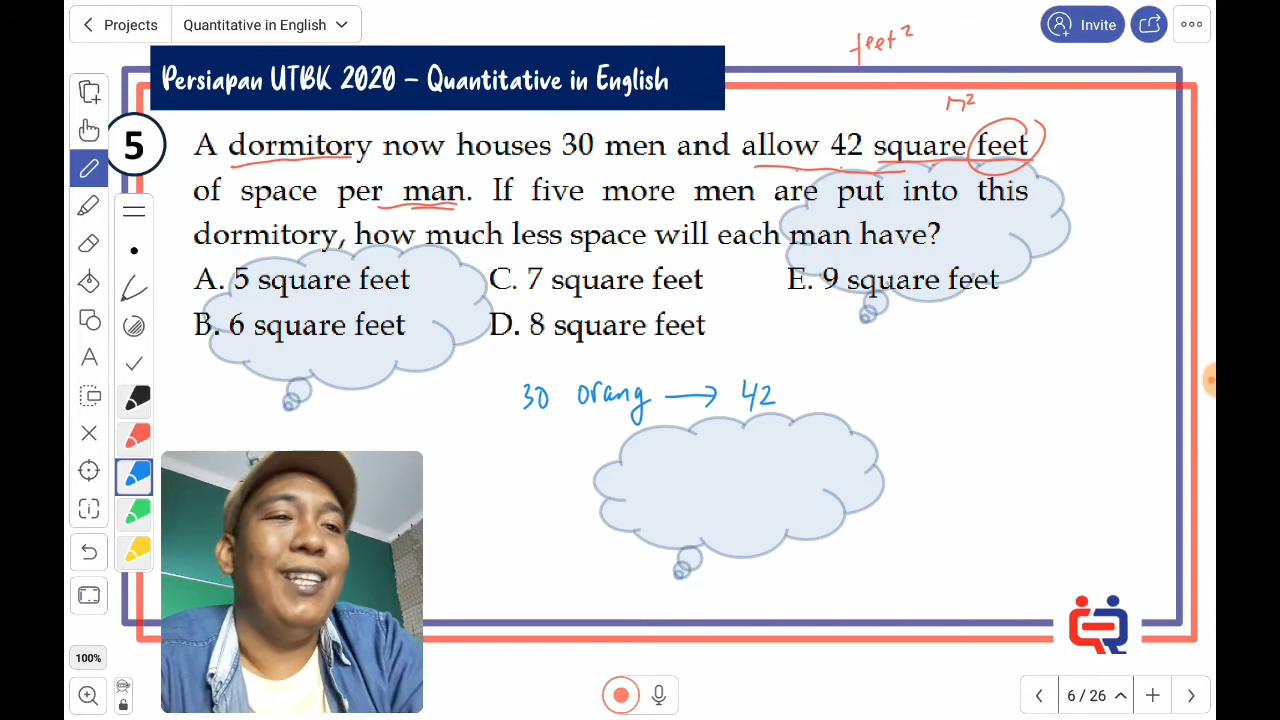 Projects
Quantitative in English
Invite
feet²
Persiapan UTBK 2020 – Quantitative in English
m²
5
A dormitory now houses 30 men and allow 42 square feet
of space per man. If five more men are put into this
dormitory, how much less space will each man have?
A. 5 square feet C. 7 square feet E. 9 square feet
B. 6 square feet D. 8 square feet
30 orang → 42
100%
6 / 26